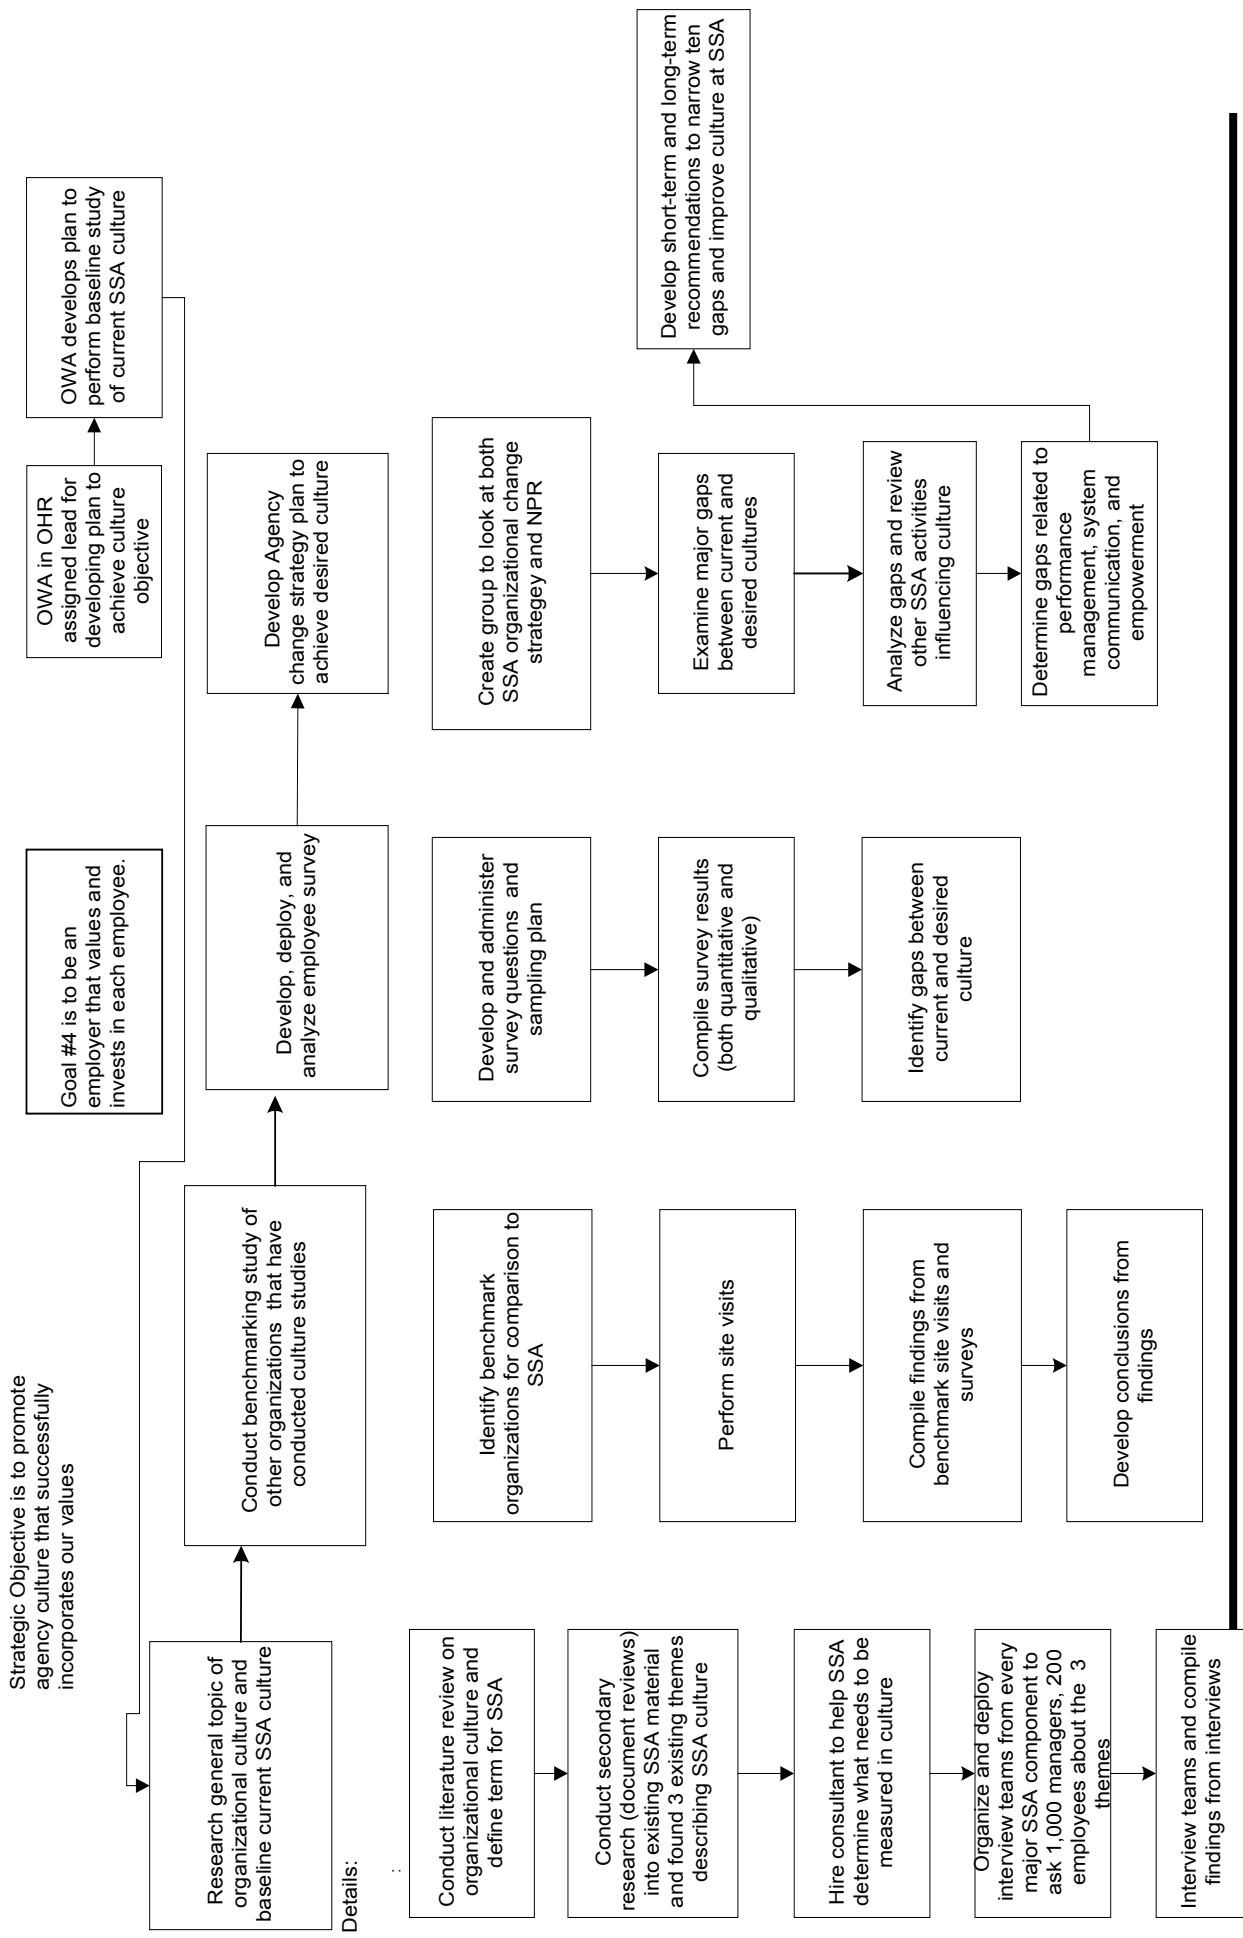 Strategic Objective is to promote
agency culture that successfully
incorporates our values
Goal #4 is to be an
employer that values and
invests in each employee.
OWA in OHR
assigned lead for
developing plan to
achieve culture
objective
OWA develops plan to
perform baseline study
of current SSA culture
Research general topic of
organizational culture and
baseline current SSA culture
Conduct benchmarking study of
other organizations that have
conducted culture studies
Develop, deploy, and
analyze employee survey
Develop Agency
change strategy plan to
achieve desired culture
Details:
:
Conduct literature review on
organizational culture and
define term for SSA
Conduct secondary
research (document reviews)
into existing SSA material
and found 3 existing themes
describing SSA culture
Hire consultant to help SSA
determine what needs to be
measured in culture
Organize and deploy
interview teams from every
major SSA component to
ask 1,000 managers, 200
employees about the 3
themes
Interview teams and compile
findings from interviews
Identify benchmark
organizations for comparison to
SSA
Perform site visits
Compile findings from
benchmark site visits and
surveys
Develop conclusions from
findings
Develop and administer
survey questions and
sampling plan
Compile survey results
(both quantitative and
qualitative)
Identify gaps between
current and desired
culture
Create group to look at both
SSA organizational change
strategey and NPR
Examine major gaps
between current and
desired cultures
Analyze gaps and review
other SSA activities
influencing culture
Determine gaps related to
performance
management, system
communication, and
empowerment
Develop short-term and long-term
recommendations to narrow ten
gaps and improve culture at SSA